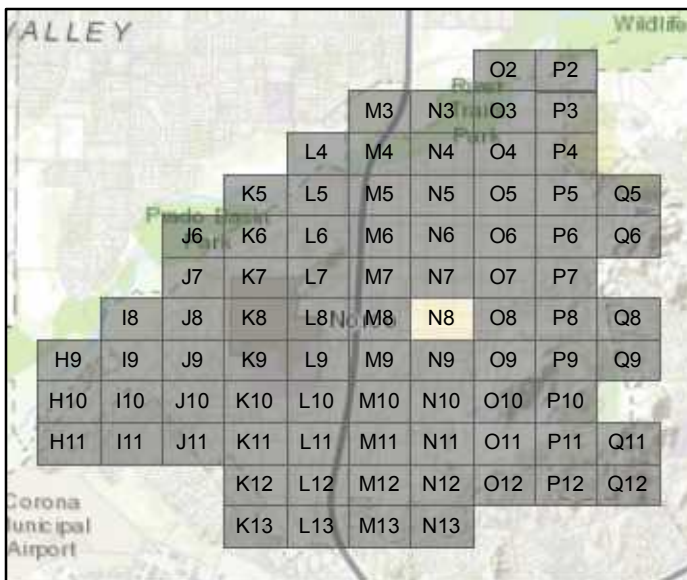 VALLEY
Wildlife
O2 P2
River
Trails
Park
M3 N3 O3 P3
L4 M4 N4 O4 P4
K5 L5 M5 N5 O5 P5 Q5
Prado Basin
Park
J6 K6 L6 M6 N6 O6 P6 Q6
J7 K7 L7 M7 N7 O7 P7
I8 J8 K8 L8 M8 N8 O8 P8 Q8
Norco
H9 I9 J9 K9 L9 M9 N9 O9 P9 Q9
H10 I10 J10 K10 L10 M10 N10 O10 P10
H11 I11 J11 K11 L11 M11 N11 O11 P11 Q11
K12 L12 M12 N12 O12 P12 Q12
K13 L13 M13 N13
Corona
Municipal
Airport